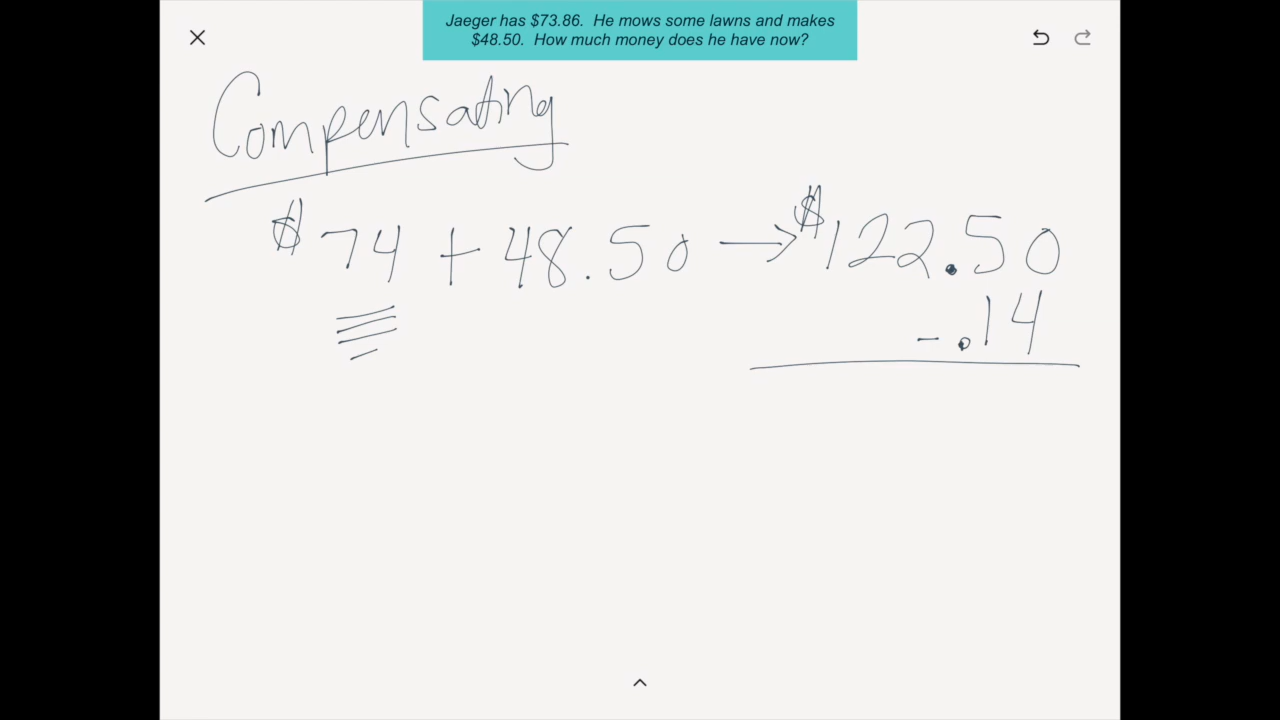 Jaeger has $73.86. He mows some lawns and makes
$48.50. How much money does he have now?
Compensating
$74 + 48.50 → $122.50
- .14